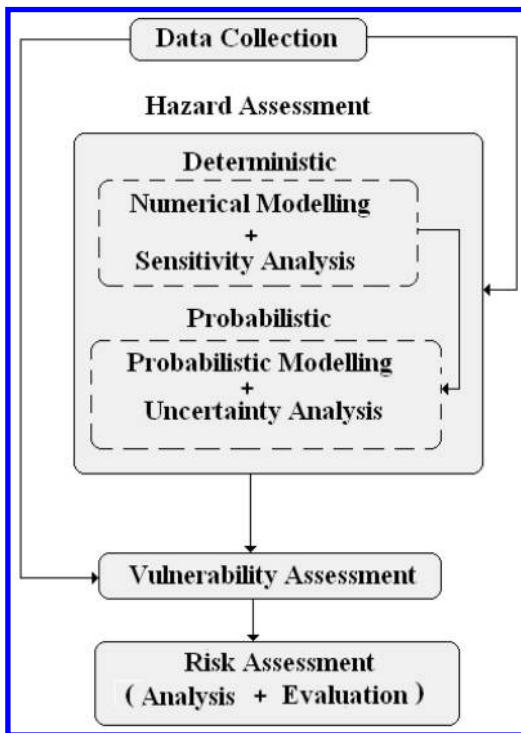 Data Collection
Hazard Assessment
Deterministic
Numerical Modelling
+
Sensitivity Analysis
Probabilistic
Probabilistic Modelling
+
Uncertainty Analysis
Vulnerability Assessment
Risk Assessment
( Analysis + Evaluation )